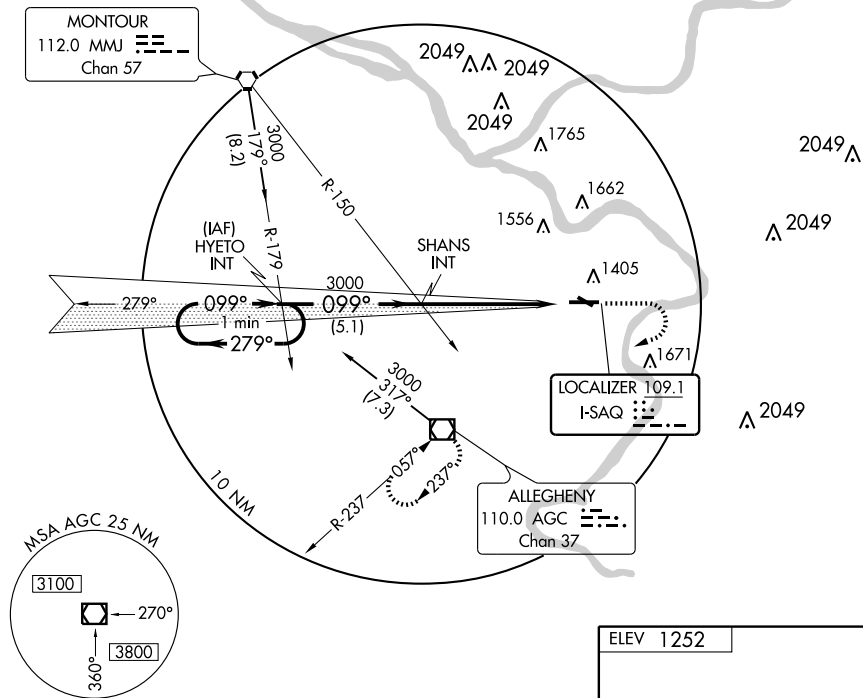 MONTOUR
112.0 MMJ
Chan 57
2049
2049
2049
1765
2049
1662
1556
2049
3000
179°
(8.2)
R-179
R-150
(IAF)
HYETO
INT
SHANS
INT
1405
279°
099°
3000
099°
(5.1)
1 min
279°
1671
LOCALIZER 109.1
I-SAQ
2049
3000
317°
(7.3)
057°
237°
R-237
10 NM
ALLEGHENY
110.0 AGC
Chan 37
MSA AGC 25 NM
3100
270°
3800
360°
ELEV 1252